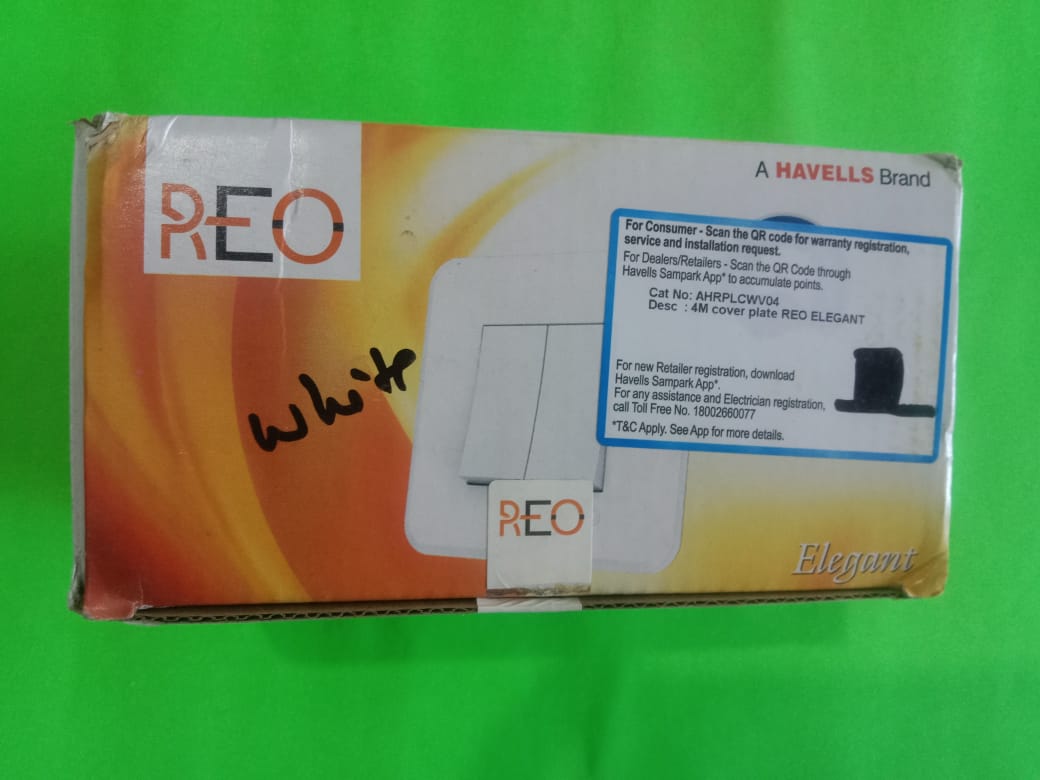 REO
A HAVELLS Brand
For Consumer - Scan the QR code for warranty registration,
service and installation request.
For Dealers/Retailers - Scan the QR Code through
Havells Sampark App* to accumulate points.
Cat No: AHRPLCWV04
Desc : 4M cover plate REO ELEGANT
For new Retailer registration, download
Havells Sampark App*.
For any assistance and Electrician registration,
call Toll Free No. 18002660077
*T&C Apply. See App for more details.
White
REO
Elegant